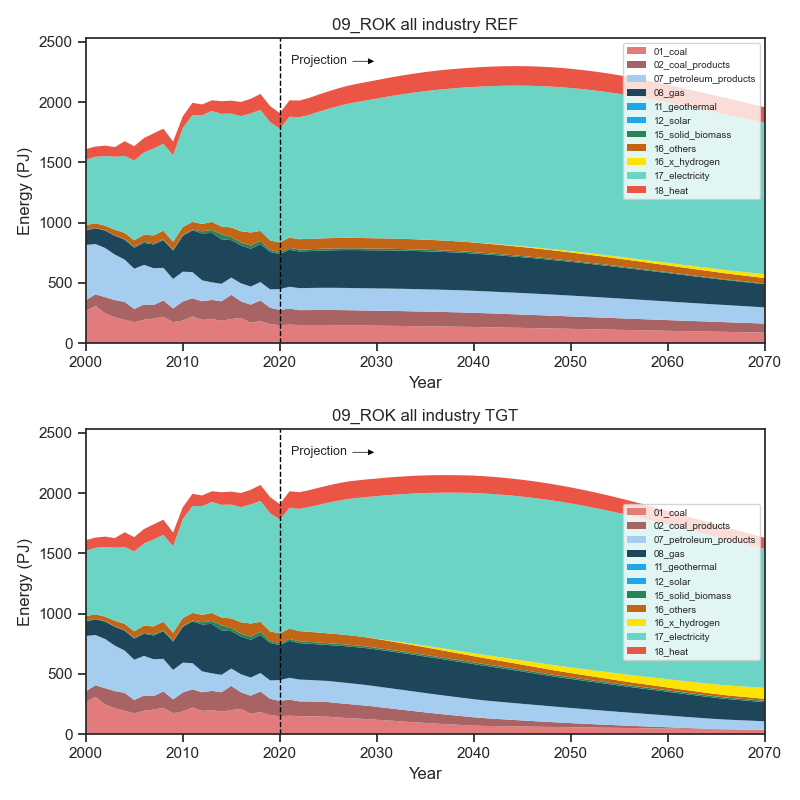 09_ROK all industry REF
2500
2000
1500
1000
500
0
Energy (PJ)
Projection
01_coal
02_coal_products
07_petroleum_products
08_gas
11_geothermal
12_solar
15_solid_biomass
16_others
16_x_hydrogen
17_electricity
18_heat
2000 2010 2020 2030 2040 2050 2060 2070
Year
09_ROK all industry TGT
2500
2000
1500
1000
500
0
Energy (PJ)
Projection
01_coal
02_coal_products
07_petroleum_products
08_gas
11_geothermal
12_solar
15_solid_biomass
16_others
16_x_hydrogen
17_electricity
18_heat
2000 2010 2020 2030 2040 2050 2060 2070
Year